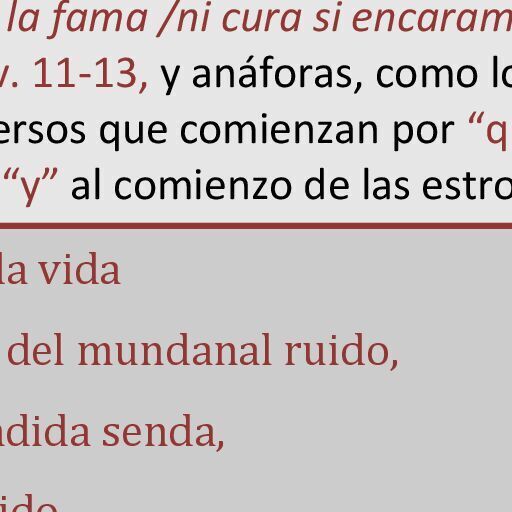 la fama /ni cura si encaram
v. 11-13, y anáforas, como lo
ersos que comienzan por “q
“y” al comienzo de las estro
la vida
del mundanal ruido,
ndida senda,
ido